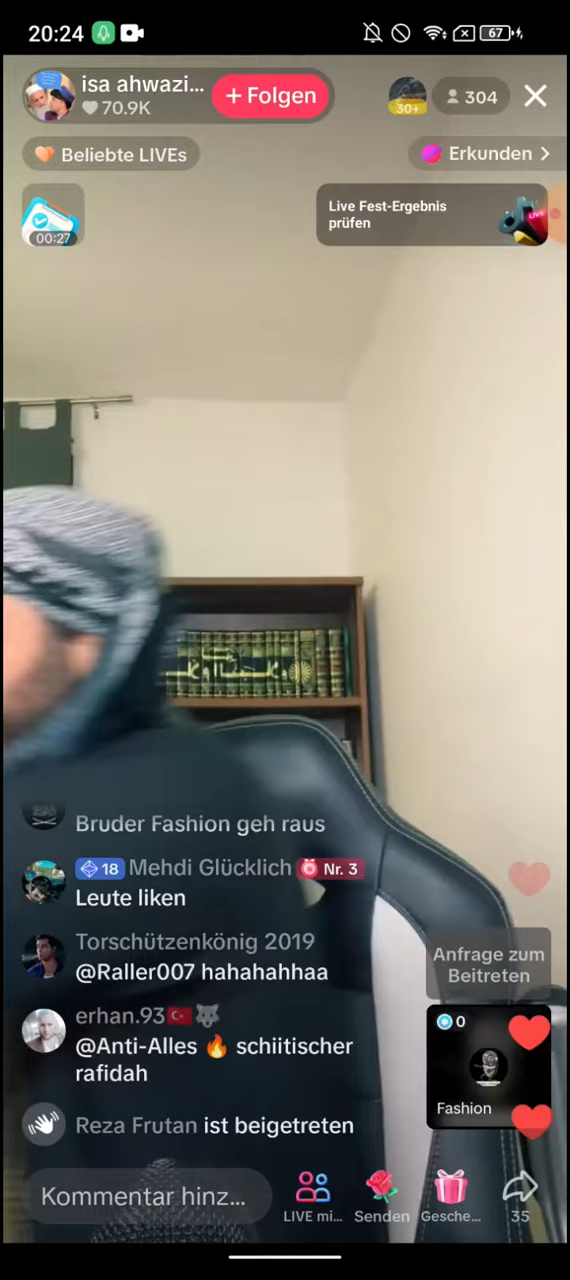 20:24
67
isa ahwazi...
70.9K
+ Folgen
30+
304
Beliebte LIVEs
Erkunden >
00:27
Live Fest-Ergebnis
prüfen
LIVE
Bruder Fashion geh raus
18 Mehdi Glücklich Nr. 3
Leute liken
Torschützenkönig 2019
@Raller007 hahahahhaa
erhan.93🇹🇷🐺
@Anti-Alles 🔥 schiitischer
rafidah
Reza Frutan ist beigetreten
Anfrage zum
Beitreten
0
Fashion
Kommentar hinz...
LIVE mi...
Senden
Gesche...
35